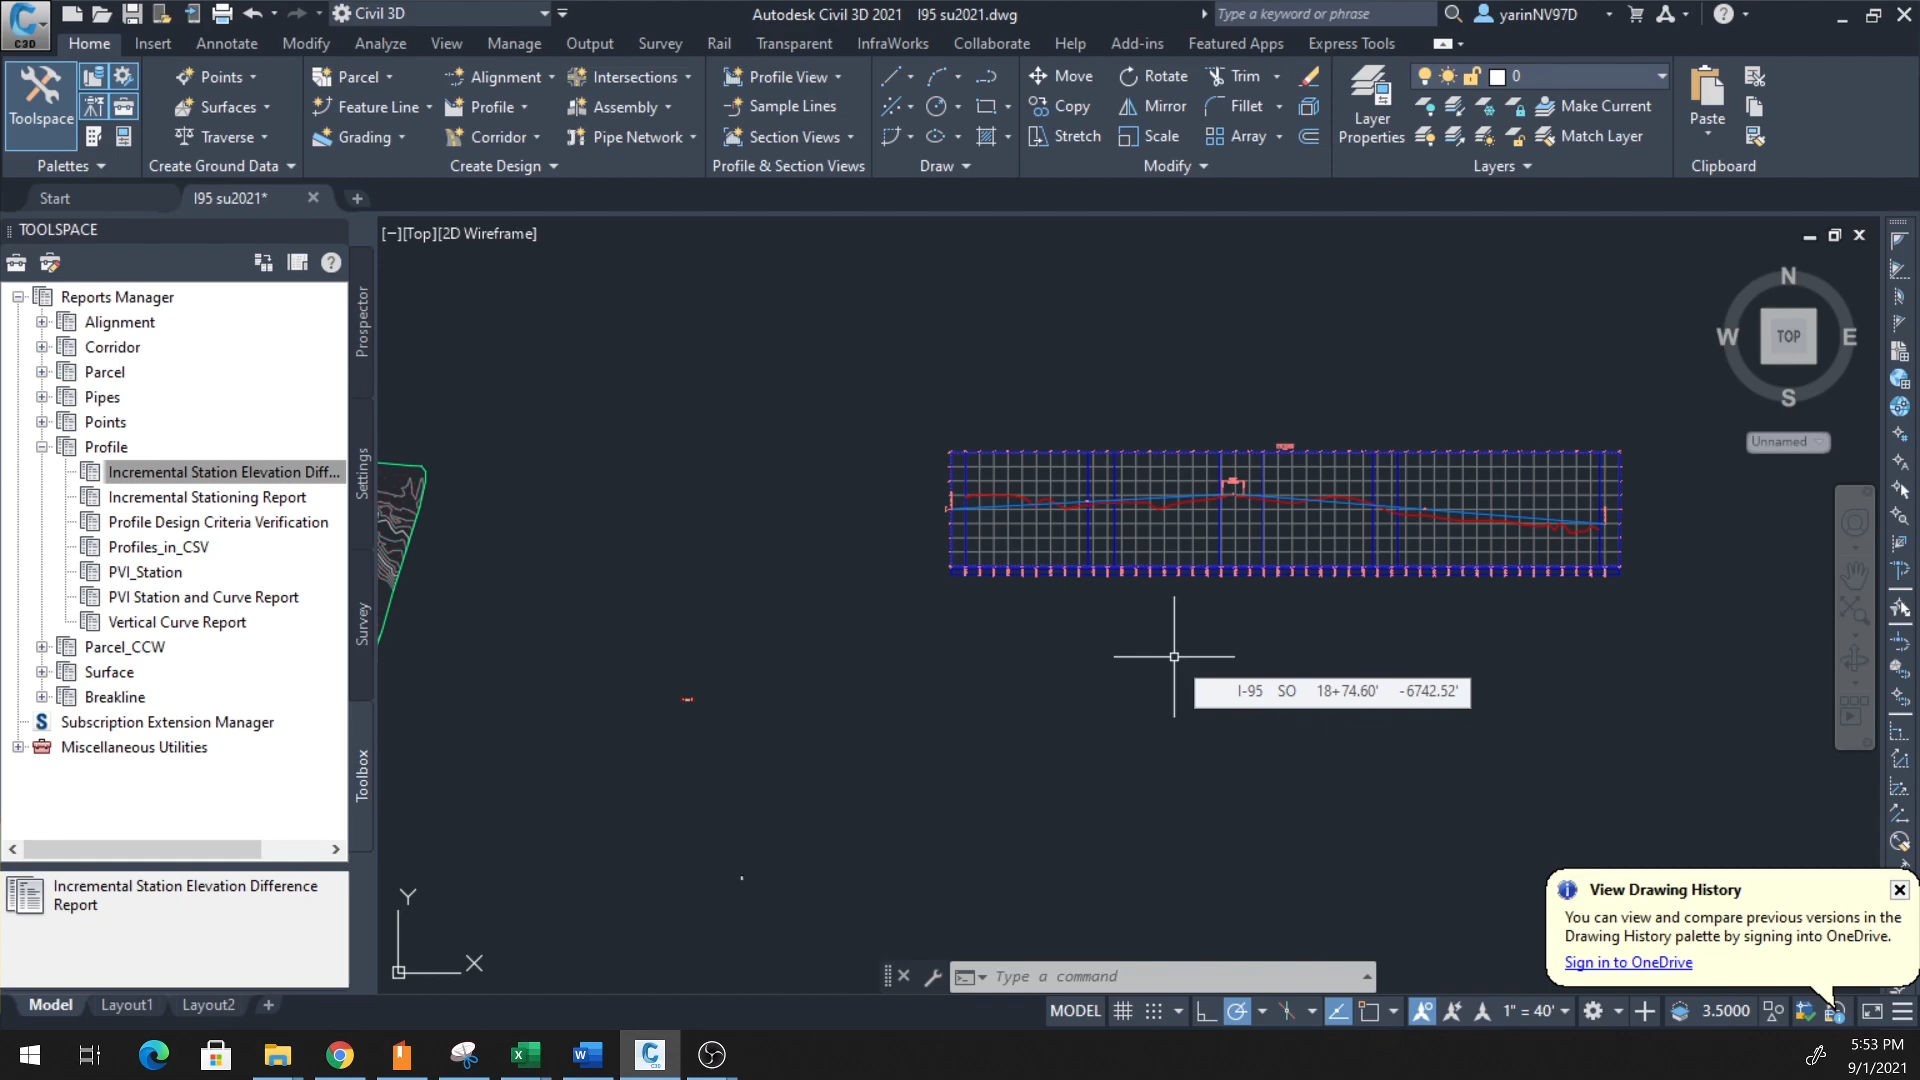 C3D
Civil 3D
Autodesk Civil 3D 2021 I95 su2021.dwg
Type a keyword or phrase
yarinNV97D
Home Insert Annotate Modify Analyze View Manage Output Survey Rail Transparent InfraWorks Collaborate Help Add-ins Featured Apps Express Tools
Toolspace
Palettes
Points
Surfaces
Traverse
Create Ground Data
Parcel
Feature Line
Grading
Alignment
Profile
Corridor
Intersections
Assembly
Pipe Network
Create Design
Profile View
Sample Lines
Section Views
Profile & Section Views
Draw
Move
Copy
Stretch
Rotate
Mirror
Scale
Trim
Fillet
Array
Modify
Layer
Properties
0
Make Current
Match Layer
Layers
Paste
Clipboard
Start
I95 su2021*
TOOLSPACE
Reports Manager
Alignment
Corridor
Parcel
Pipes
Points
Profile
Incremental Station Elevation Diff...
Incremental Stationing Report
Profile Design Criteria Verification
Profiles_in_CSV
PVI_Station
PVI Station and Curve Report
Vertical Curve Report
Parcel_CCW
Surface
Breakline
Subscription Extension Manager
Miscellaneous Utilities
Prospector
Settings
Survey
Toolbox
Incremental Station Elevation Difference
Report
[−][Top][2D Wireframe]
N
W
TOP
E
S
Unnamed
I-95 SO 18+74.60' -6742.52'
Y
X
Type a command
View Drawing History
You can view and compare previous versions in the
Drawing History palette by signing into OneDrive.
Sign in to OneDrive
Model Layout1 Layout2
MODEL
1" = 40'
3.5000
5:53 PM
9/1/2021